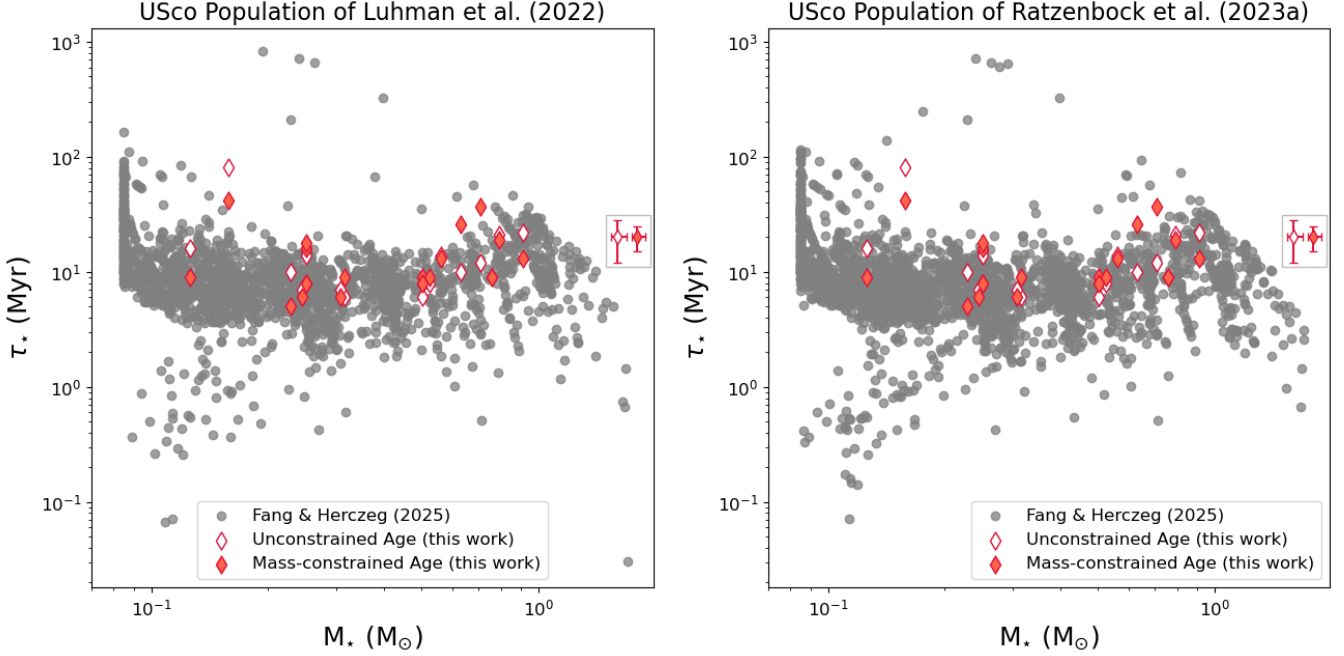 USco Population of Luhman et al. (2022)
10³
10²
10¹
10⁰
10⁻¹
τ⋆ (Myr)
Fang & Herczeg (2025)
Unconstrained Age (this work)
Mass-constrained Age (this work)
10⁻¹
10⁰
M⋆ (M⊙)
USco Population of Ratzenbock et al. (2023a)
10³
10²
10¹
10⁰
10⁻¹
τ⋆ (Myr)
Fang & Herczeg (2025)
Unconstrained Age (this work)
Mass-constrained Age (this work)
10⁻¹
10⁰
M⋆ (M⊙)